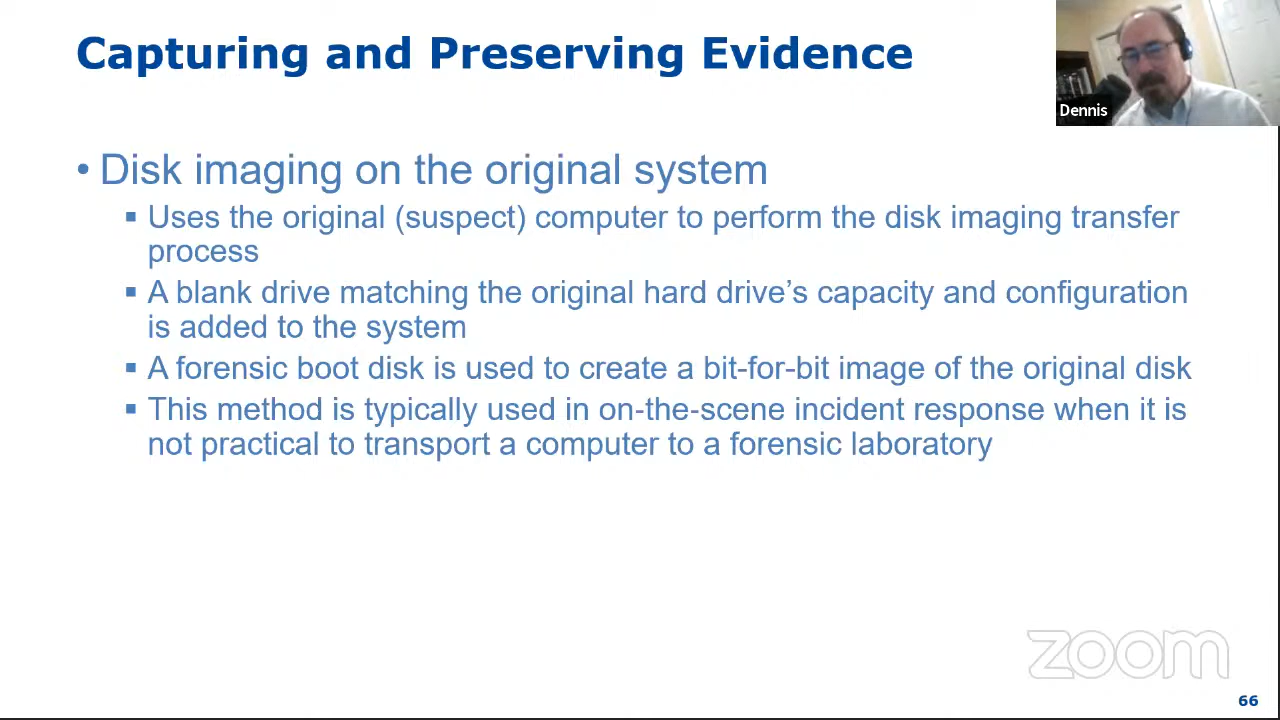 Capturing and Preserving Evidence
Dennis
• Disk imaging on the original system
▪ Uses the original (suspect) computer to perform the disk imaging transfer
process
▪ A blank drive matching the original hard drive’s capacity and configuration
is added to the system
▪ A forensic boot disk is used to create a bit-for-bit image of the original disk
▪ This method is typically used in on-the-scene incident response when it is
not practical to transport a computer to a forensic laboratory
zoom
66